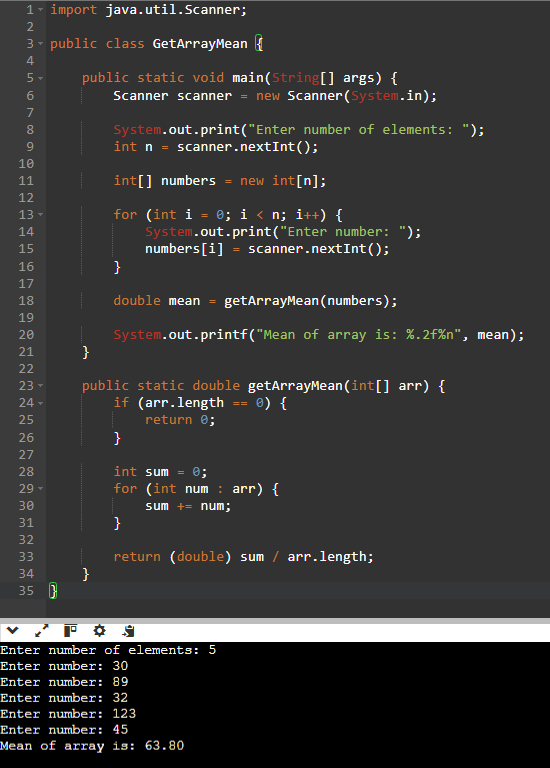 1 import java.util.Scanner;
2
3 public class GetArrayMean {
4
5 public static void main(String[] args) {
6 Scanner scanner = new Scanner(System.in);
7
8 System.out.print("Enter number of elements: ");
9 int n = scanner.nextInt();
10
11 int[] numbers = new int[n];
12
13 for (int i = 0; i < n; i++) {
14 System.out.print("Enter number: ");
15 numbers[i] = scanner.nextInt();
16 }
17
18 double mean = getArrayMean(numbers);
19
20 System.out.printf("Mean of array is: %.2f%n", mean);
21 }
22
23 public static double getArrayMean(int[] arr) {
24 if (arr.length == 0) {
25 return 0;
26 }
27
28 int sum = 0;
29 for (int num : arr) {
30 sum += num;
31 }
32
33 return (double) sum / arr.length;
34 }
35 }
Enter number of elements: 5
Enter number: 30
Enter number: 89
Enter number: 32
Enter number: 123
Enter number: 45
Mean of array is: 63.80